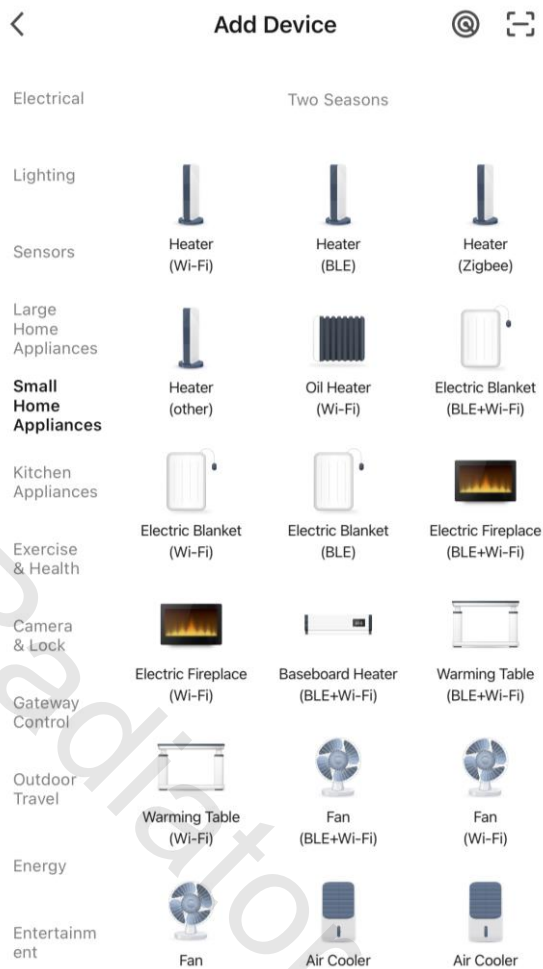 Add Device
Electrical
Lighting
Sensors
Large
Home
Appliances
Small
Home
Appliances
Kitchen
Appliances
Exercise
& Health
Camera
& Lock
Gateway
Control
Outdoor
Travel
Energy
Entertainm
ent
Two Seasons
Heater
(Wi-Fi)
Heater
(BLE)
Heater
(Zigbee)
Heater
(other)
Oil Heater
(Wi-Fi)
Electric Blanket
(BLE+Wi-Fi)
Electric Blanket
(Wi-Fi)
Electric Blanket
(BLE)
Electric Fireplace
(BLE+Wi-Fi)
Electric Fireplace
(Wi-Fi)
Baseboard Heater
(BLE+Wi-Fi)
Warming Table
(BLE+Wi-Fi)
Warming Table
(Wi-Fi)
Fan
(BLE+Wi-Fi)
Fan
(Wi-Fi)
Fan
Air Cooler
Air Cooler